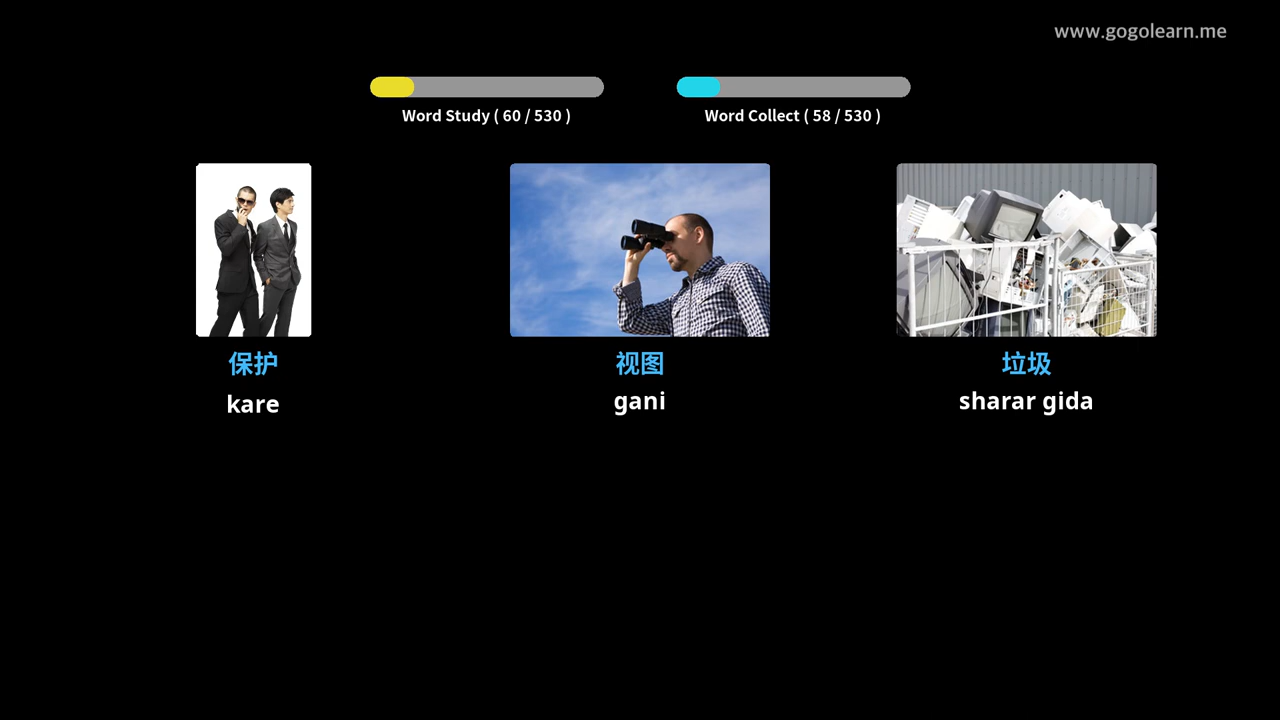 www.gogolearn.me
Word Study ( 60 / 530 )
Word Collect ( 58 / 530 )
保护
视图
垃圾
kare
gani
sharar gida